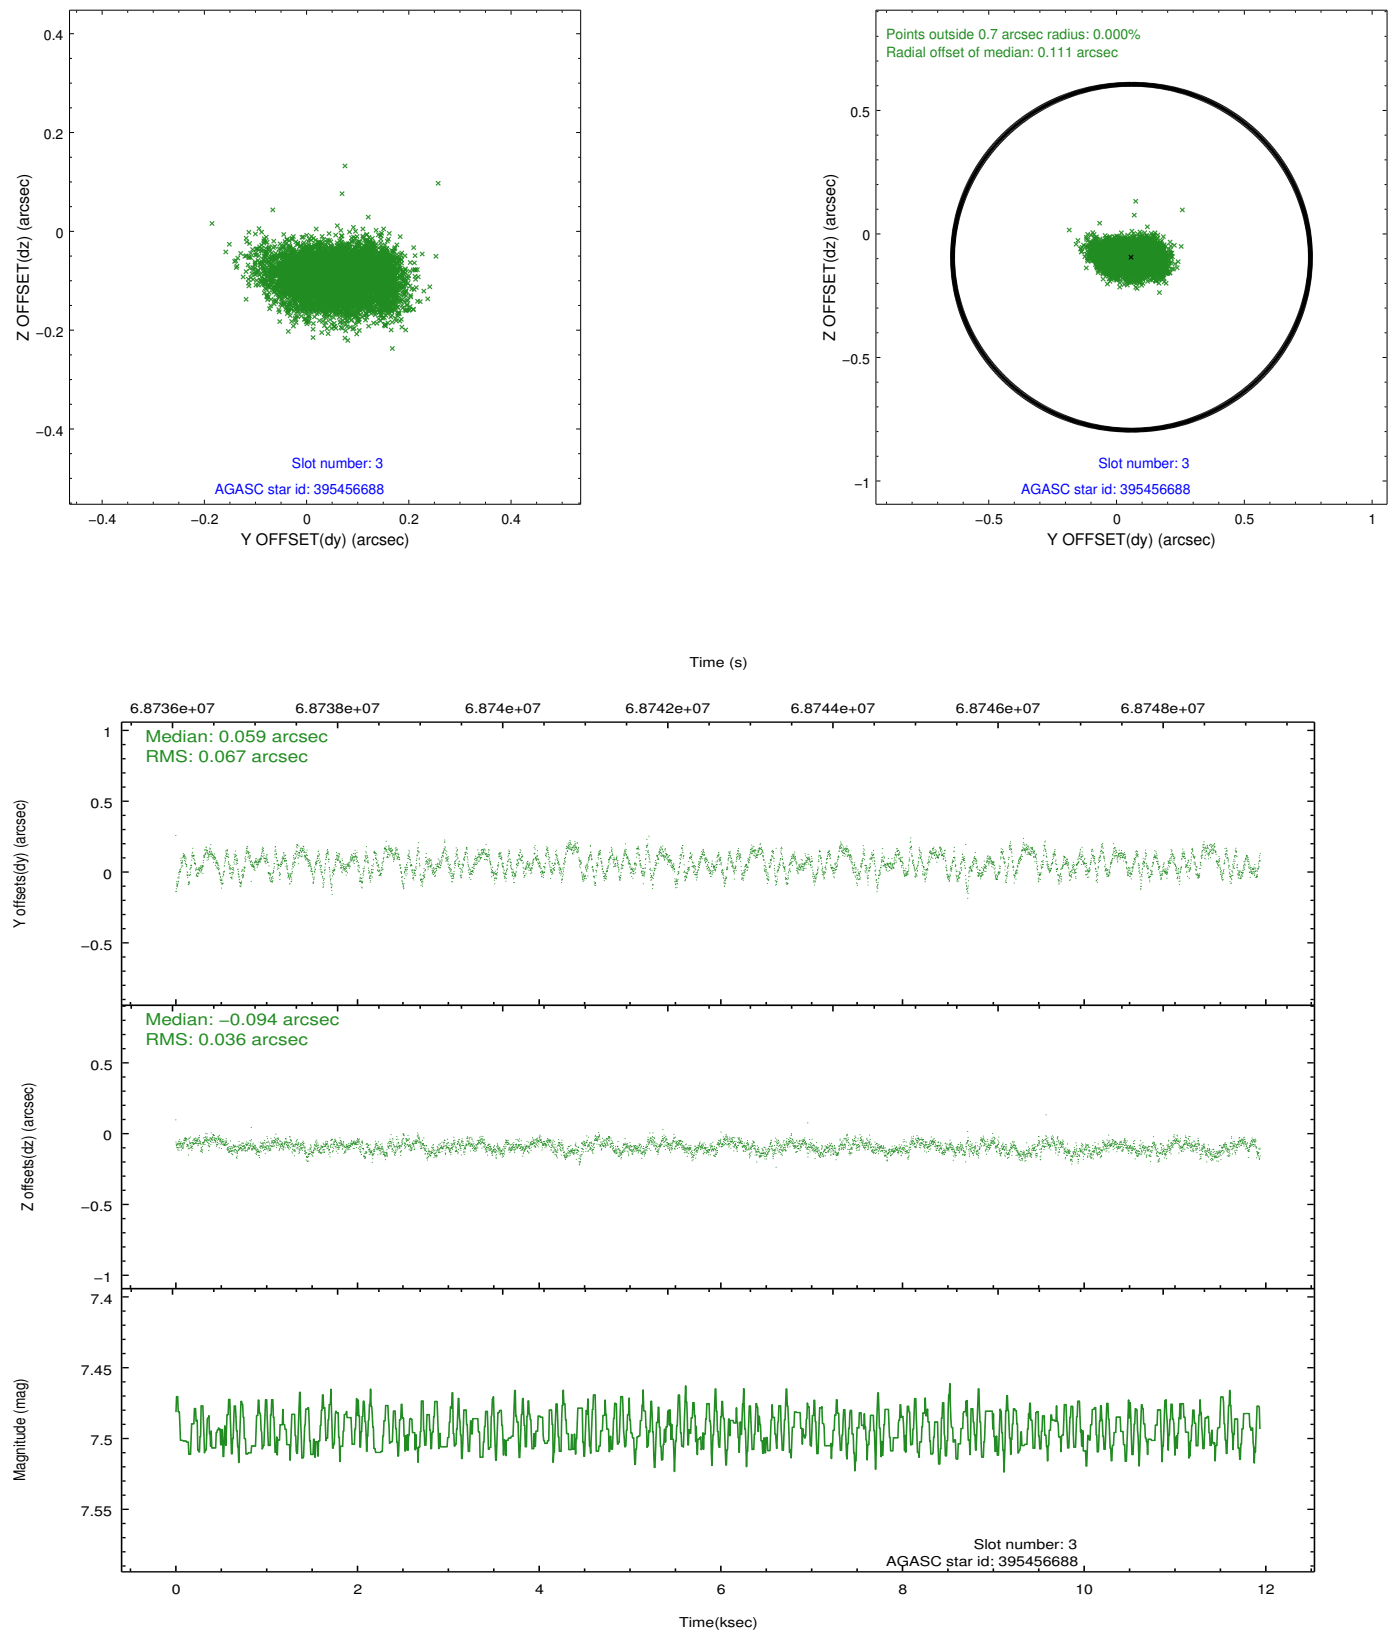 0.4
0.2
0
−0.2
−0.4
Z OFFSET(dz) (arcsec)
Slot number: 3
AGASC star id: 395456688
−0.4 −0.2 0 0.2 0.4
Y OFFSET(dy) (arcsec)
Points outside 0.7 arcsec radius: 0.000%
Radial offset of median: 0.111 arcsec
0.5
0
−0.5
−1
Z OFFSET(dz) (arcsec)
Slot number: 3
AGASC star id: 395456688
−0.5 0 0.5 1
Y OFFSET(dy) (arcsec)
Time (s)
6.8736e+07 6.8738e+07 6.874e+07 6.8742e+07 6.8744e+07 6.8746e+07 6.8748e+07
Median: 0.059 arcsec
RMS: 0.067 arcsec
1
0.5
0
−0.5
Y offsets(dy) (arcsec)
Median: −0.094 arcsec
RMS: 0.036 arcsec
0.5
0
−0.5
−1
Z offsets(dz) (arcsec)
7.4
7.45
7.5
7.55
Magnitude (mag)
Slot number: 3
AGASC star id: 395456688
0 2 4 6 8 10 12
Time(ksec)